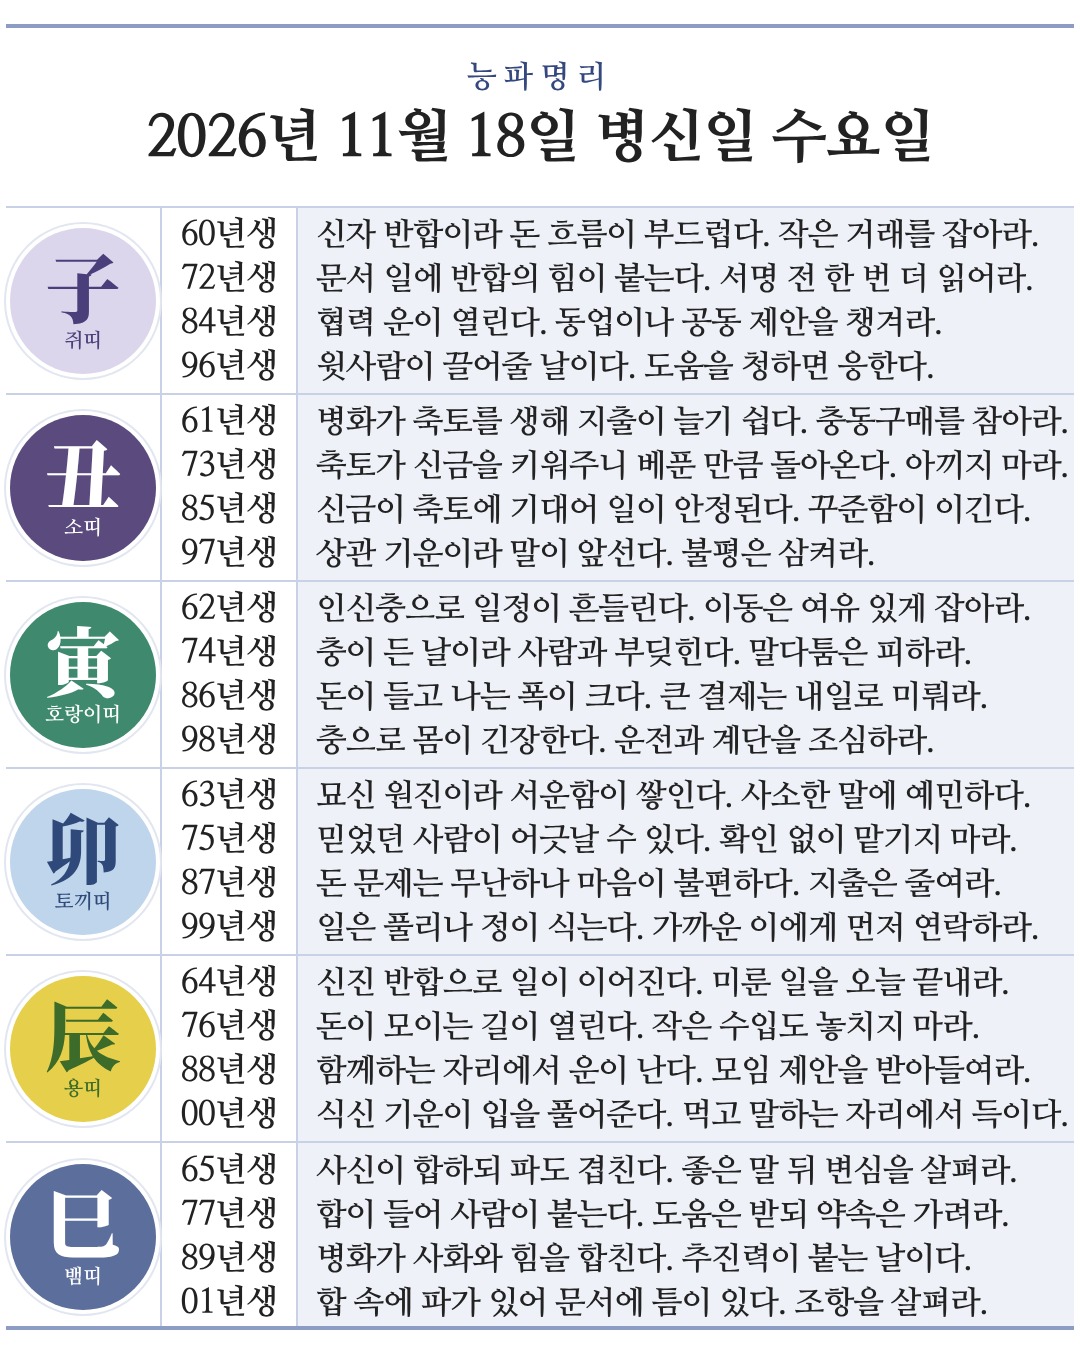 능파명리
2026년 11월 18일 병신일 수요일
子
쥐띠
60년생 신자 반합이라 돈 흐름이 부드럽다. 작은 거래를 잡아라.
72년생 문서 일에 반합의 힘이 붙는다. 서명 전 한 번 더 읽어라.
84년생 협력 운이 열린다. 동업이나 공동 제안을 챙겨라.
96년생 윗사람이 끌어줄 날이다. 도움을 청하면 응한다.
丑
소띠
61년생 병화가 축토를 생해 지출이 늘기 쉽다. 충동구매를 참아라.
73년생 축토가 신금을 키워주니 베푼 만큼 돌아온다. 아끼지 마라.
85년생 신금이 축토에 기대어 일이 안정된다. 꾸준함이 이긴다.
97년생 상관 기운이라 말이 앞선다. 불평은 삼켜라.
寅
호랑이띠
62년생 인신충으로 일정이 흔들린다. 이동은 여유 있게 잡아라.
74년생 충이 든 날이라 사람과 부딪힌다. 말다툼은 피하라.
86년생 돈이 들고 나는 폭이 크다. 큰 결제는 내일로 미뤄라.
98년생 충으로 몸이 긴장한다. 운전과 계단을 조심하라.
卯
토끼띠
63년생 묘신 원진이라 서운함이 쌓인다. 사소한 말에 예민하다.
75년생 믿었던 사람이 어긋날 수 있다. 확인 없이 맡기지 마라.
87년생 돈 문제는 무난하나 마음이 불편하다. 지출은 줄여라.
99년생 일은 풀리나 정이 식는다. 가까운 이에게 먼저 연락하라.
辰
용띠
64년생 신진 반합으로 일이 이어진다. 미룬 일을 오늘 끝내라.
76년생 돈이 모이는 길이 열린다. 작은 수입도 놓치지 마라.
88년생 함께하는 자리에서 운이 난다. 모임 제안을 받아들여라.
00년생 식신 기운이 입을 풀어준다. 먹고 말하는 자리에서 득이다.
巳
뱀띠
65년생 사신이 합하되 파도 겹친다. 좋은 말 뒤 변심을 살펴라.
77년생 합이 들어 사람이 붙는다. 도움은 받되 약속은 가려라.
89년생 병화가 사화와 힘을 합친다. 추진력이 붙는 날이다.
01년생 합 속에 파가 있어 문서에 틈이 있다. 조항을 살펴라.